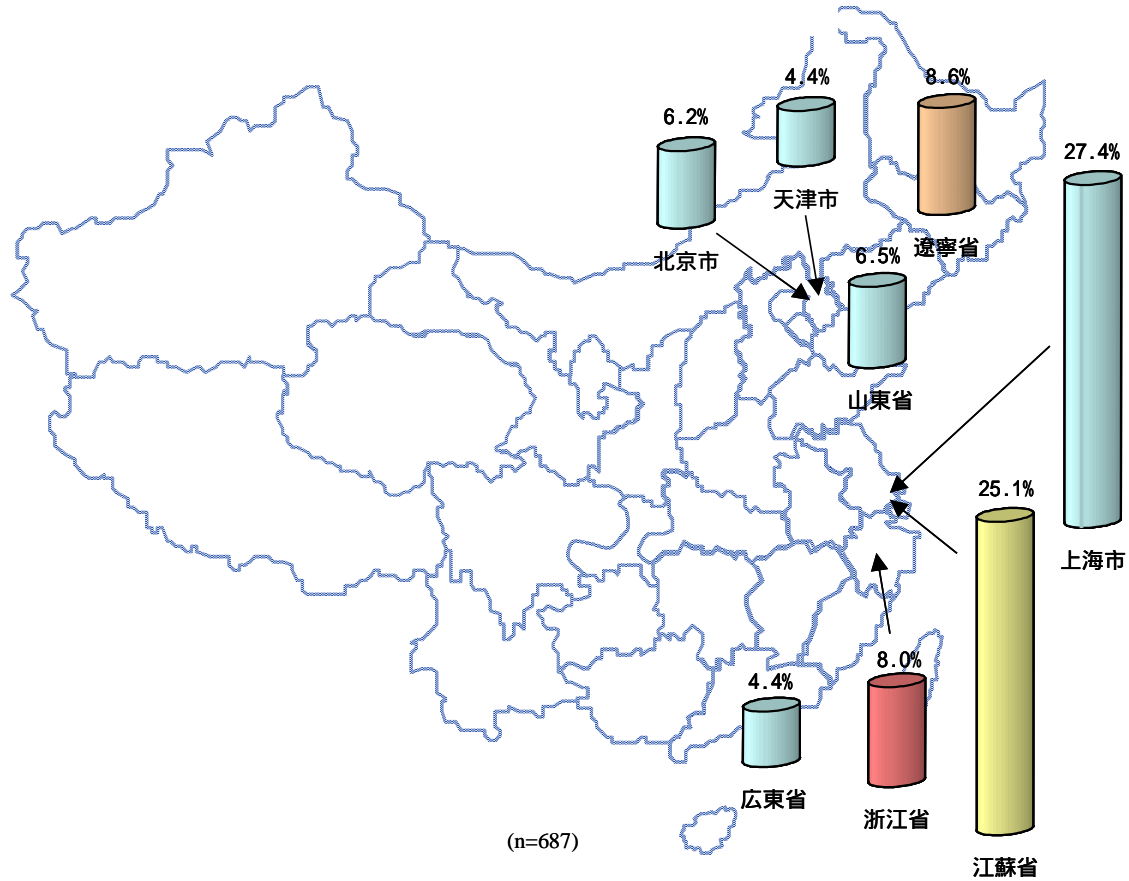 4.4%
8.6%
6.2%
27.4%
天津市
遼寧省
北京市
6.5%
山東省
25.1%
上海市
8.0%
4.4%
広東省
浙江省
(n=687)
江蘇省